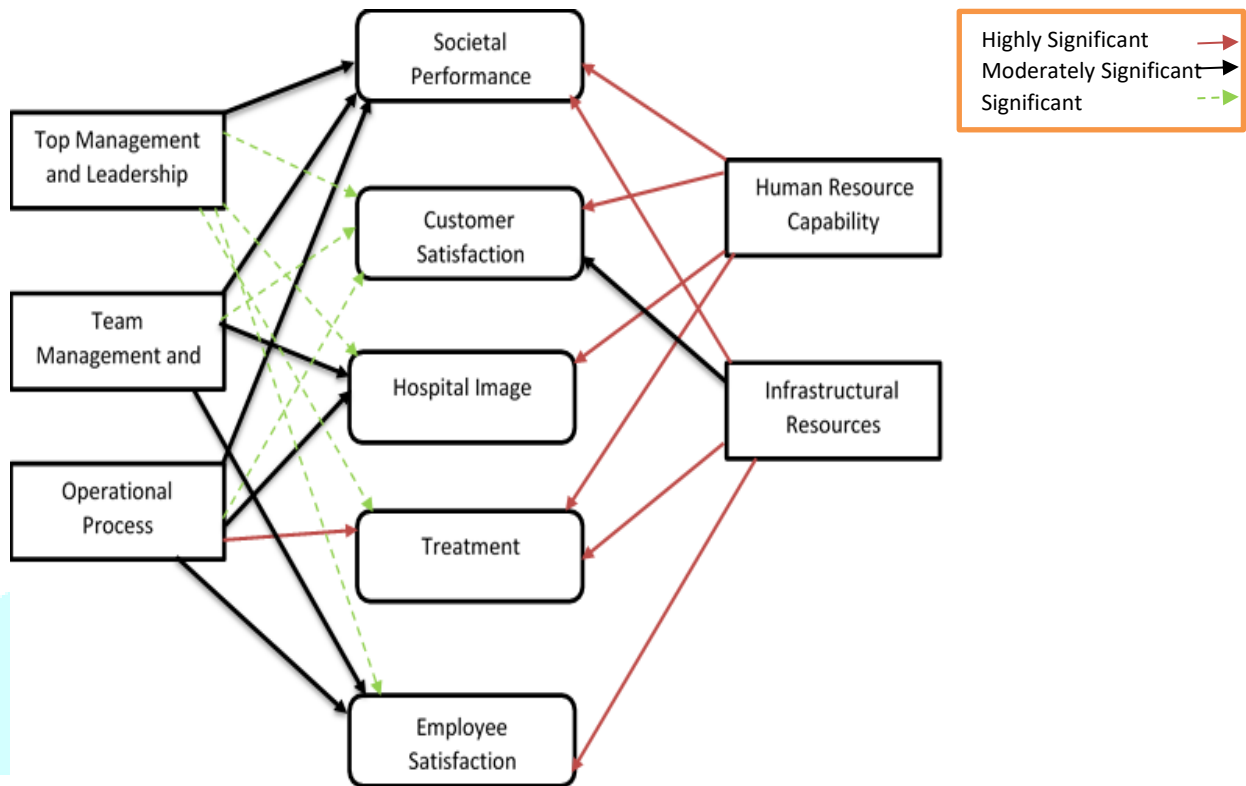 Societal
Performance
Highly Significant
Moderately Significant
Significant
Top Management
and Leadership
Customer
Satisfaction
Human Resource
Capability
Team
Management and
Hospital Image
Infrastructural
Resources
Operational
Process
Treatment
Employee
Satisfaction